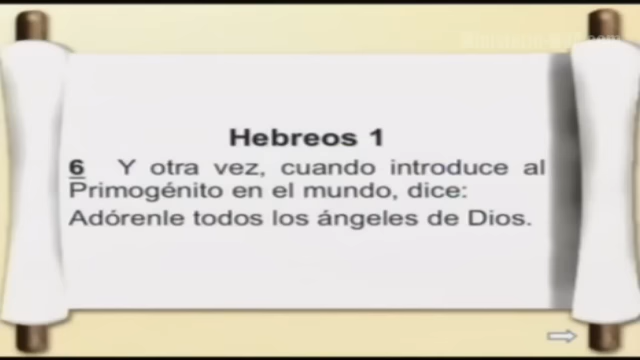 Hebreos 1
6 Y otra vez, cuando introduce al
Primogénito en el mundo, dice:
Adórenle todos los ángeles de Dios.